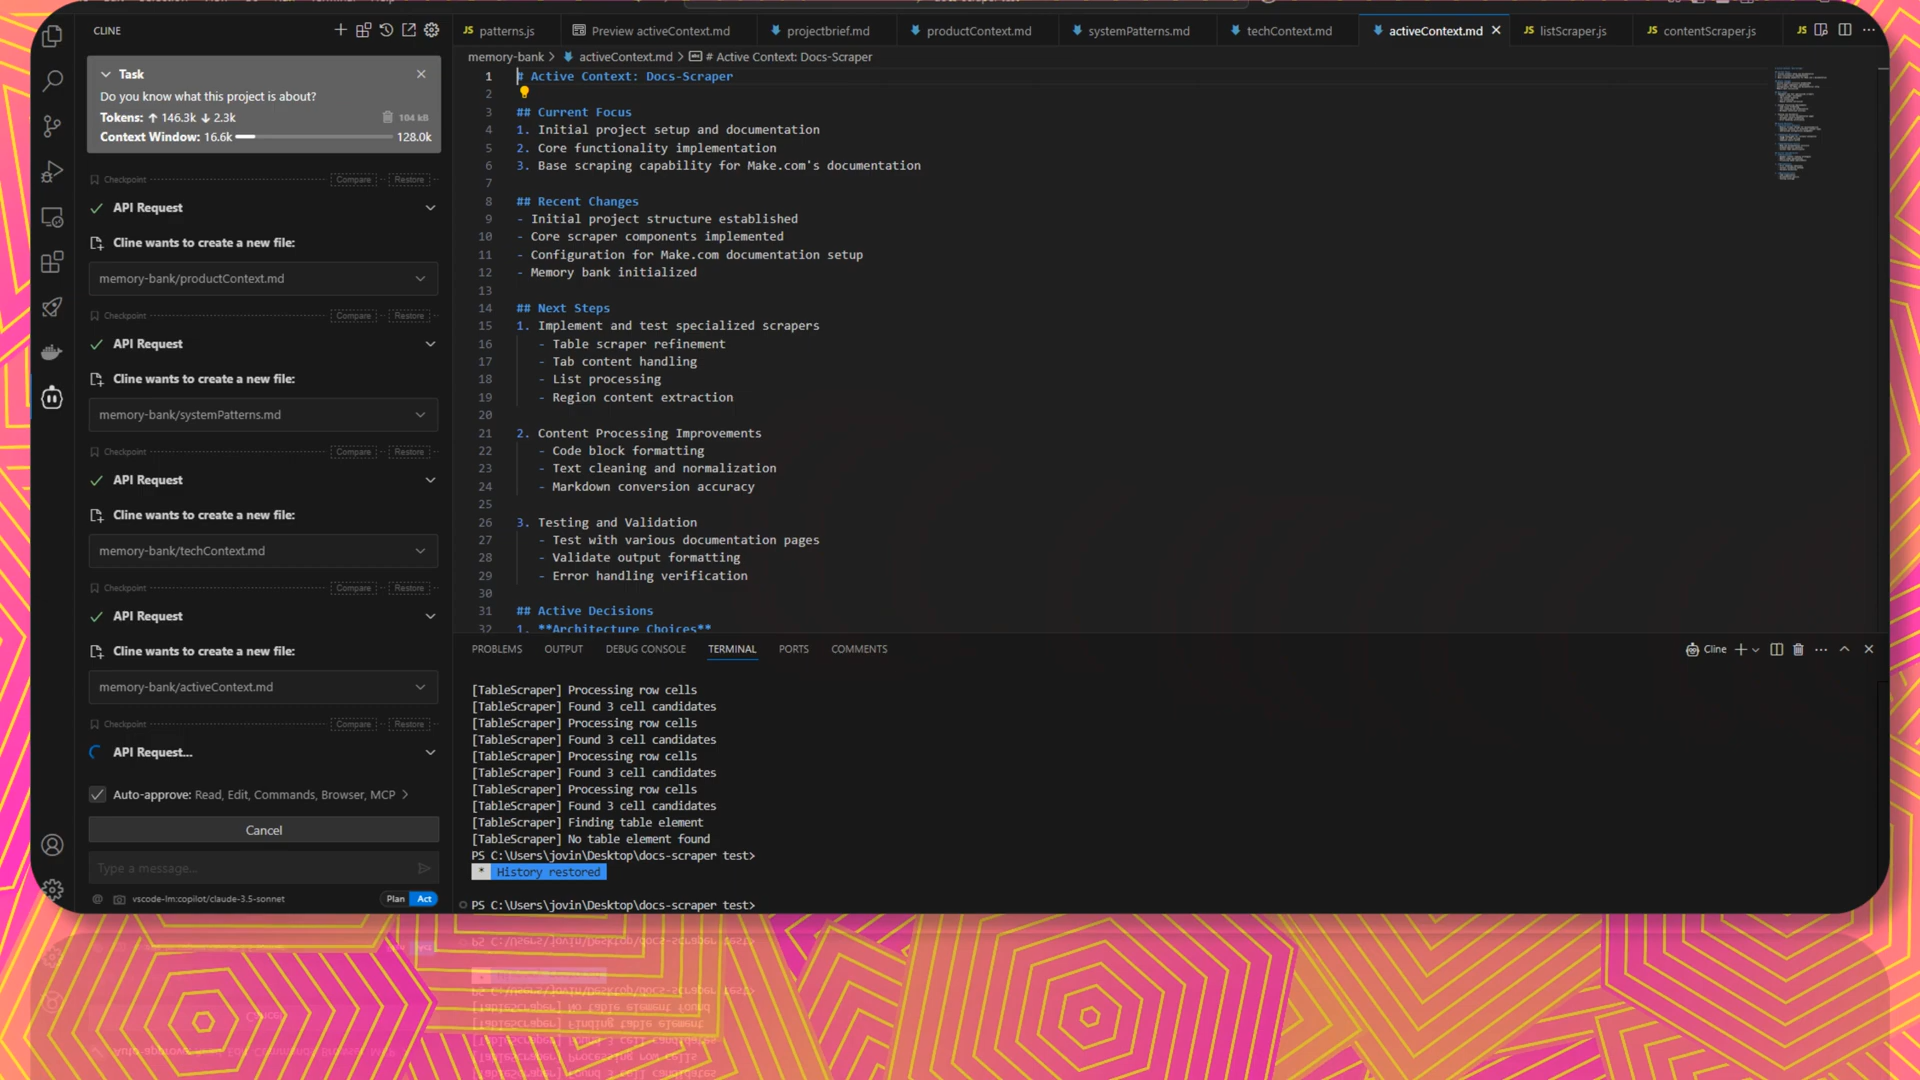 CLINE
Task
Do you know what this project is about?
Tokens: ↑ 146.3k ↓ 2.3k
104 kB
Context Window: 16.6k
128.0k
Checkpoint
Compare
Restore
API Request
Cline wants to create a new file:
memory-bank/productContext.md
Checkpoint
Compare
Restore
API Request
Cline wants to create a new file:
memory-bank/systemPatterns.md
Checkpoint
Compare
Restore
API Request
Cline wants to create a new file:
memory-bank/techContext.md
Checkpoint
Compare
Restore
API Request
Cline wants to create a new file:
memory-bank/activeContext.md
Checkpoint
Compare
Restore
API Request...
Auto-approve: Read, Edit, Commands, Browser, MCP >
Cancel
Type a message...
@ vscode-lm:copilot/claude-3.5-sonnet
Plan Act
JS patterns.js
Preview activeContext.md
projectbrief.md
productContext.md
systemPatterns.md
techContext.md
activeContext.md
JS listScraper.js
JS contentScraper.js
JS
memory-bank > activeContext.md > # Active Context: Docs-Scraper
1 # Active Context: Docs-Scraper
2
3 ## Current Focus
4 1. Initial project setup and documentation
5 2. Core functionality implementation
6 3. Base scraping capability for Make.com's documentation
7
8 ## Recent Changes
9 - Initial project structure established
10 - Core scraper components implemented
11 - Configuration for Make.com documentation setup
12 - Memory bank initialized
13
14 ## Next Steps
15 1. Implement and test specialized scrapers
16 - Table scraper refinement
17 - Tab content handling
18 - List processing
19 - Region content extraction
20
21 2. Content Processing Improvements
22 - Code block formatting
23 - Text cleaning and normalization
24 - Markdown conversion accuracy
25
26 3. Testing and Validation
27 - Test with various documentation pages
28 - Validate output formatting
29 - Error handling verification
30
31 ## Active Decisions
32 1. **Architecture Choices**
PROBLEMS OUTPUT DEBUG CONSOLE TERMINAL PORTS COMMENTS
Cline
[TableScraper] Processing row cells
[TableScraper] Found 3 cell candidates
[TableScraper] Processing row cells
[TableScraper] Found 3 cell candidates
[TableScraper] Processing row cells
[TableScraper] Found 3 cell candidates
[TableScraper] Processing row cells
[TableScraper] Found 3 cell candidates
[TableScraper] Finding table element
[TableScraper] No table element found
PS C:\Users\jovin\Desktop\docs-scraper test>
* History restored
PS C:\Users\jovin\Desktop\docs-scraper test>